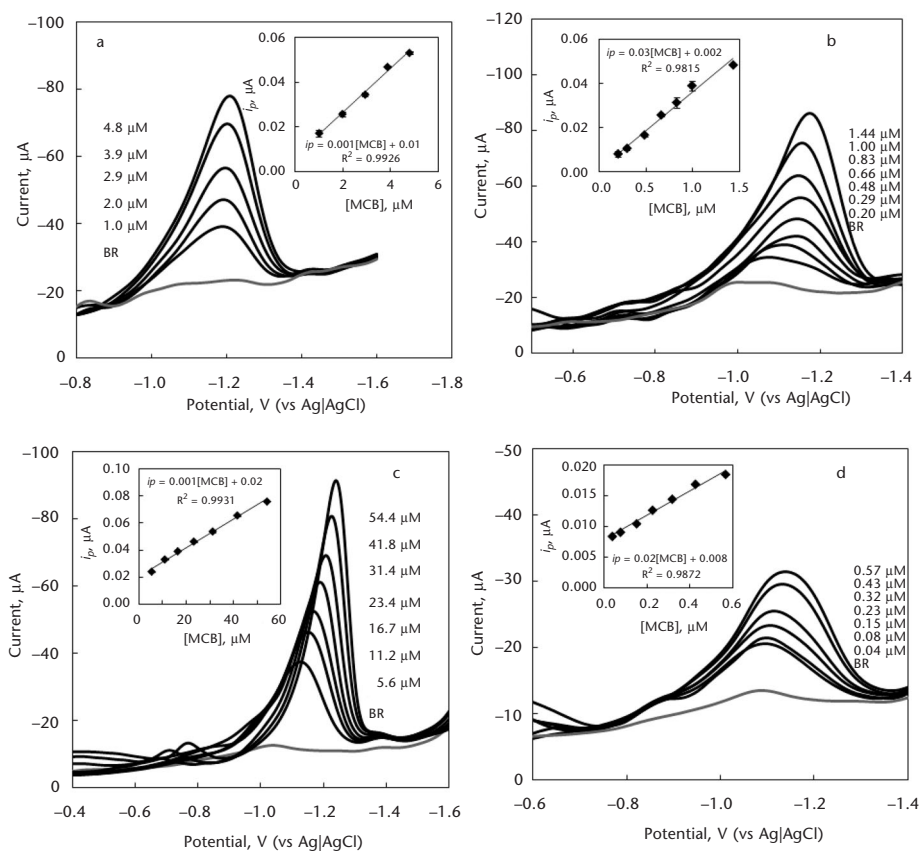 a
–100
–80
–60
–40
–20
0
Current, µA
4.8 µM
3.9 µM
2.9 µM
2.0 µM
1.0 µM
BR
–0.8
–1.0
–1.2
–1.4
–1.6
–1.8
Potential, V (vs Ag|AgCl)
0.06
0.04
0.02
0.00
ip, µA
ip = 0.001[MCB] + 0.01
R² = 0.9926
0
2
4
6
[MCB], µM
b
–120
–100
–80
–60
–40
–20
0
Current, µA
0.06
0.04
0.02
0.00
ip, µA
ip = 0.03[MCB] + 0.002
R² = 0.9815
0.0
0.5
1.0
1.5
[MCB], µM
1.44 µM
1.00 µM
0.83 µM
0.66 µM
0.48 µM
0.29 µM
0.20 µM
BR
–0.6
–0.8
–1.0
–1.2
–1.4
Potential, V (vs Ag|AgCl)
c
–100
–80
–60
–40
–20
0
Current, µA
0.10
0.08
0.06
0.04
0.02
0.00
ip, µA
ip = 0.001[MCB] + 0.02
R² = 0.9931
0
20
40
60
[MCB], µM
54.4 µM
41.8 µM
31.4 µM
23.4 µM
16.7 µM
11.2 µM
5.6 µM
BR
–0.4
–0.6
–0.8
–1.0
–1.2
–1.4
–1.6
Potential, V (vs Ag|AgCl)
d
–50
–40
–30
–20
–10
0
Current, µA
0.020
0.015
0.010
0.005
0.000
ip, µA
ip = 0.02[MCB] + 0.008
R² = 0.9872
0.0
0.2
0.4
0.6
[MCB], µM
0.57 µM
0.43 µM
0.32 µM
0.23 µM
0.15 µM
0.08 µM
0.04 µM
BR
–0.6
–0.8
–1.0
–1.2
–1.4
Potential, V (vs Ag|AgCl)